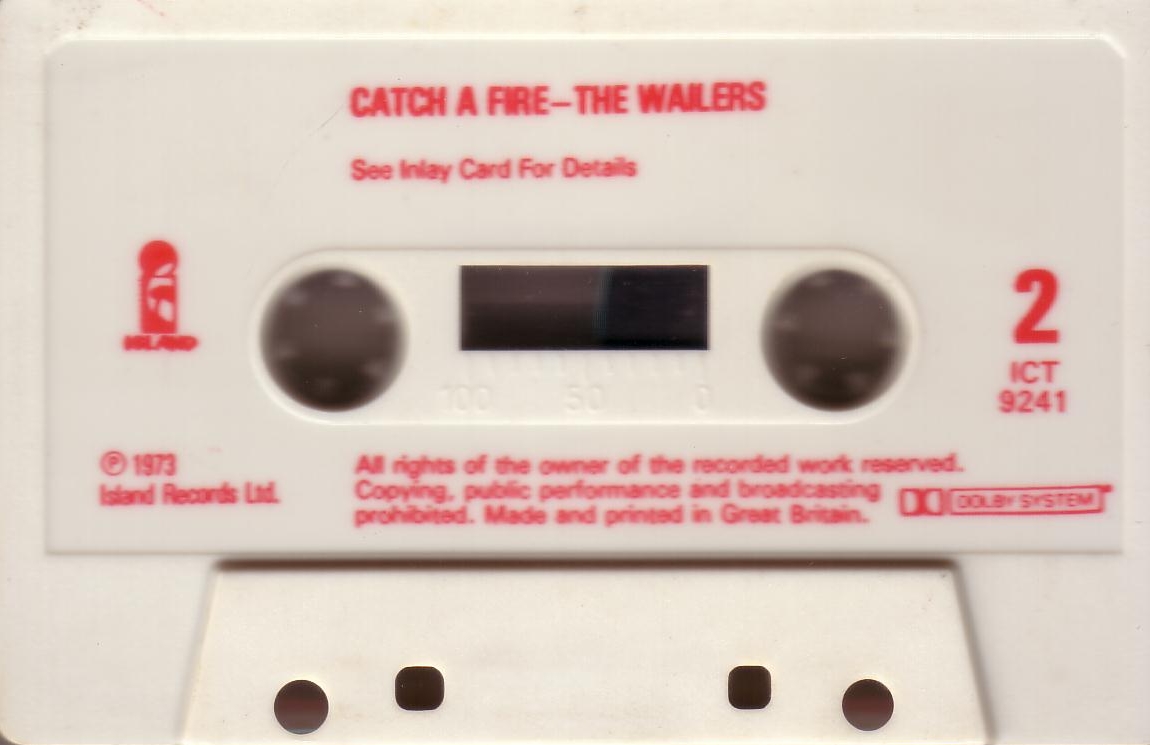 CATCH A FIRE–THE WAILERS
See Inlay Card For Details
ISLAND
2
ICT
9241
100 50 0
℗ 1973
Island Records Ltd.
All rights of the owner of the recorded work reserved.
Copying, public performance and broadcasting
prohibited. Made and printed in Great Britain.
DOLBY SYSTEM